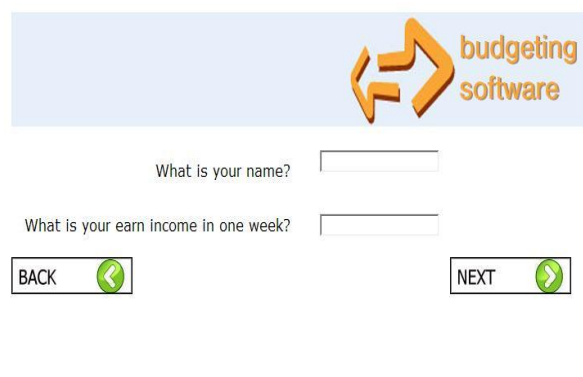 budgeting
software
What is your name?
What is your earn income in one week?
BACK
NEXT